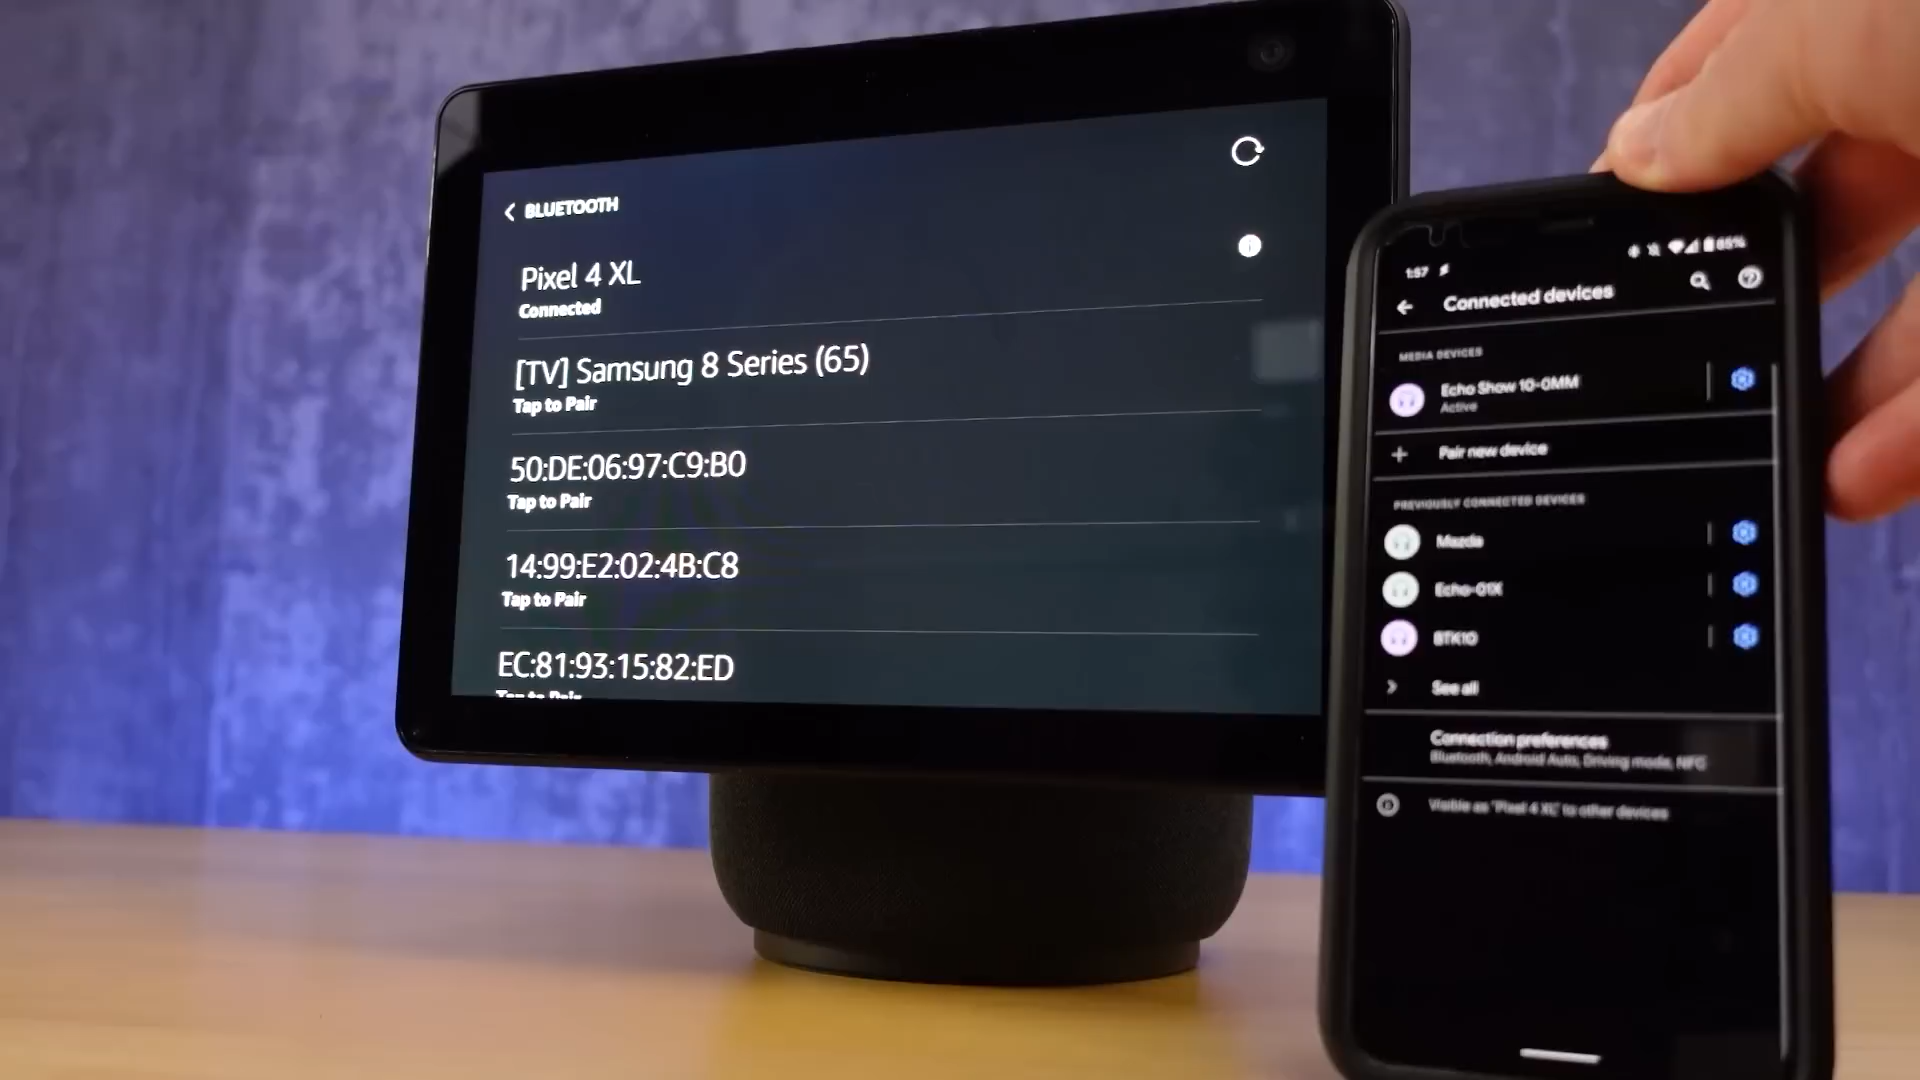 BLUETOOTH
Pixel 4 XL
Connected
[TV] Samsung 8 Series (65)
Tap to Pair
50:DE:06:97:C9:B0
Tap to Pair
14:99:E2:02:4B:C8
Tap to Pair
EC:81:93:15:82:ED
Tap to Pair
1:57
65%
Connected devices
MEDIA DEVICES
Echo Show 10-0MM
Active
Pair new device
PREVIOUSLY CONNECTED DEVICES
Mazda
Echo-01X
BTK10
See all
Connection preferences
Bluetooth, Android Auto, Driving mode, NFC
Visible as "Pixel 4 XL" to other devices